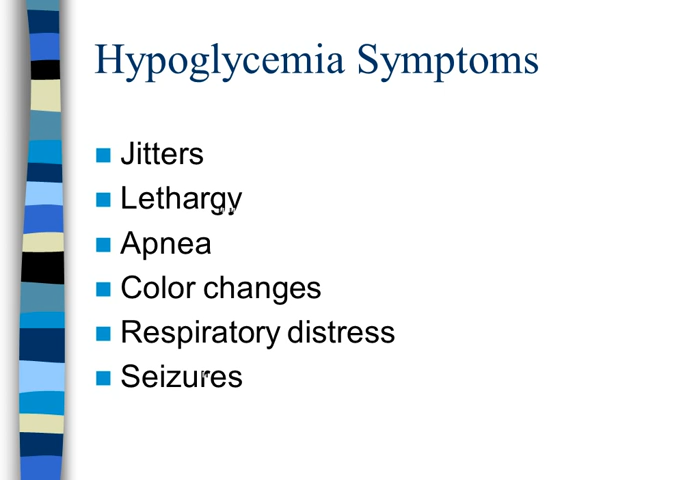 Hypoglycemia Symptoms
Jitters
Lethargy
Apnea
Color changes
Respiratory distress
Seizures